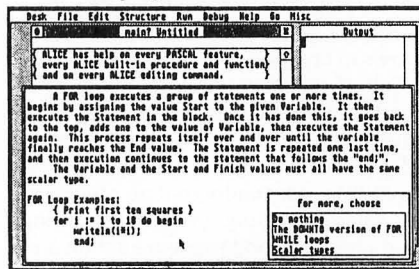 Desk File Edit Structure Run Debug Help Go Misc
main? Untitled
Output
{ ALICE has help on every PASCAL feature, }
{ every ALICE built-in procedure and function }
{ and on every ALICE editing command. }
A FOR loop executes a group of statements one or more times. It
begins by assigning the value Start to the given Variable. It then
executes the Statement in the block. Once it has done this, it goes back
to the top, adds one to the value of Variable, then executes the Statement
again. This process repeats itself over and over until the variable
finally reaches the End value. The Statement is repeated one last time,
and then execution continues to the statement that follows the "end;".
The Variable and the Start and Finish values must all have the same
scalar type.
FOR Loop Examples:
{ Print first ten squares }
for i := 1 to 10 do begin
writeln(i*i);
end;
For more, choose
Do nothing
The DOWNTO version of FOR
WHILE loops
Scalar types